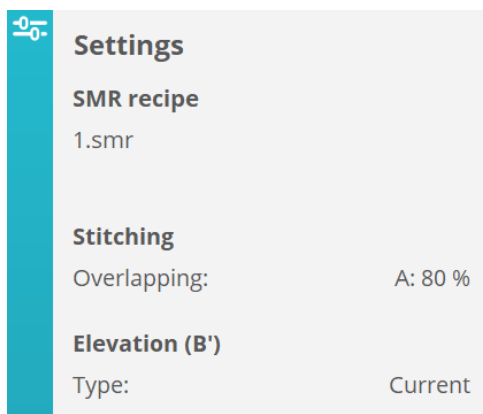 Settings
SMR recipe
1.smr
Stitching
Overlapping: A: 80 %
Elevation (B')
Type: Current